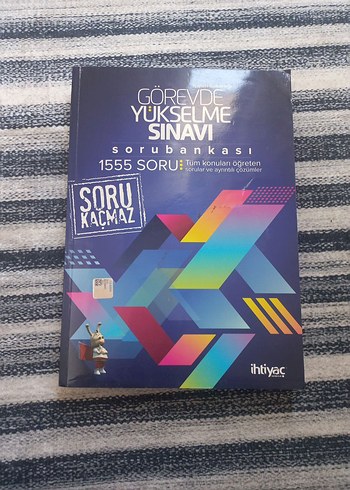 GÖREVDE
YÜKSELME
SINAVI
sorubankası
1555 SORU: Tüm konuları öğreten
sorular ve ayrıntılı çözümler
SORU
KAÇMAZ
ihtiyaç